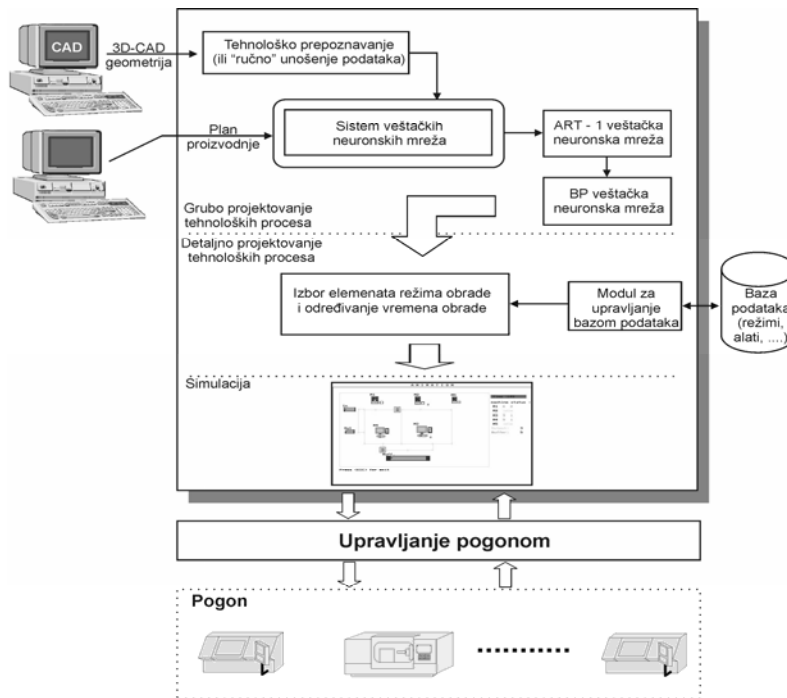 CAD
3D-CAD
geometrija
Tehnološko prepoznavanje
(ili “ručno” unošenje podataka)
Plan
proizvodnje
Sistem veštačkih
neuronskih mreža
ART - 1 veštačka
neuronska mreža
BP veštačka
neuronska mreža
Grubo projektovanje
tehnoloških procesa
Detaljno projektovanje
tehnoloških procesa
Izbor elemenata režima obrade
i određivanje vremena obrade
Modul za
upravljanje
bazom podataka
Baza
podataka
(režimi,
alati, ....)
Simulacija
Upravljanje pogonom
Pogon